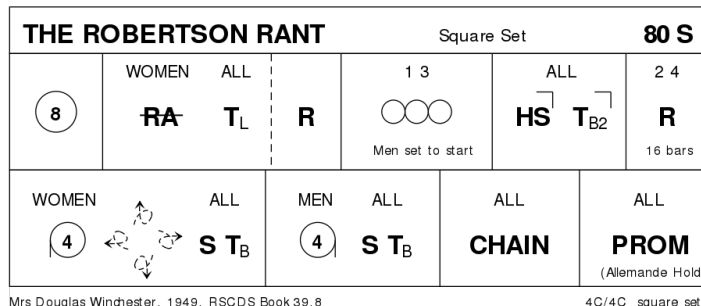 THE ROBERTSON RANT Square Set 80 S
WOMEN ALL 1 3 ALL 2 4
8 RA TL R HS TB2 R
Men set to start 16 bars
WOMEN ALL MEN ALL ALL ALL
4 S TB 4 S TB CHAIN PROM
(Allemande Hold)
Mrs Douglas Winchester, 1949, RSCDS Book 39.8 4C/4C square set